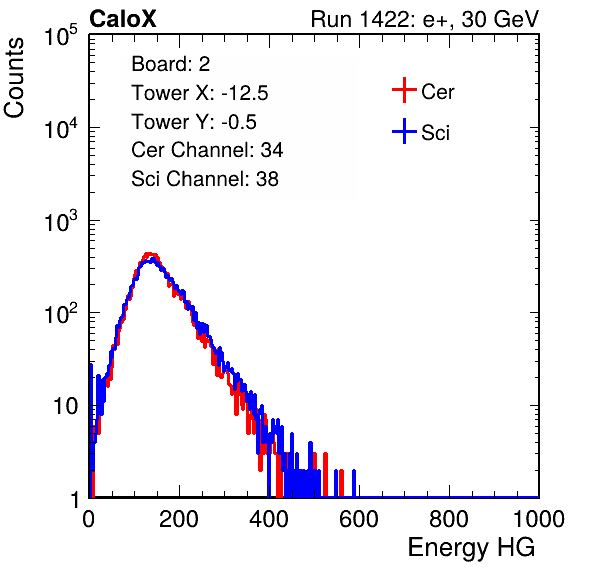 CaloX Run 1422: e+, 30 GeV
Counts
10^5
10^4
10^3
10^2
10
1
Board: 2
Tower X: -12.5
Tower Y: -0.5
Cer Channel: 34
Sci Channel: 38
Cer
Sci
0 200 400 600 800 1000
Energy HG